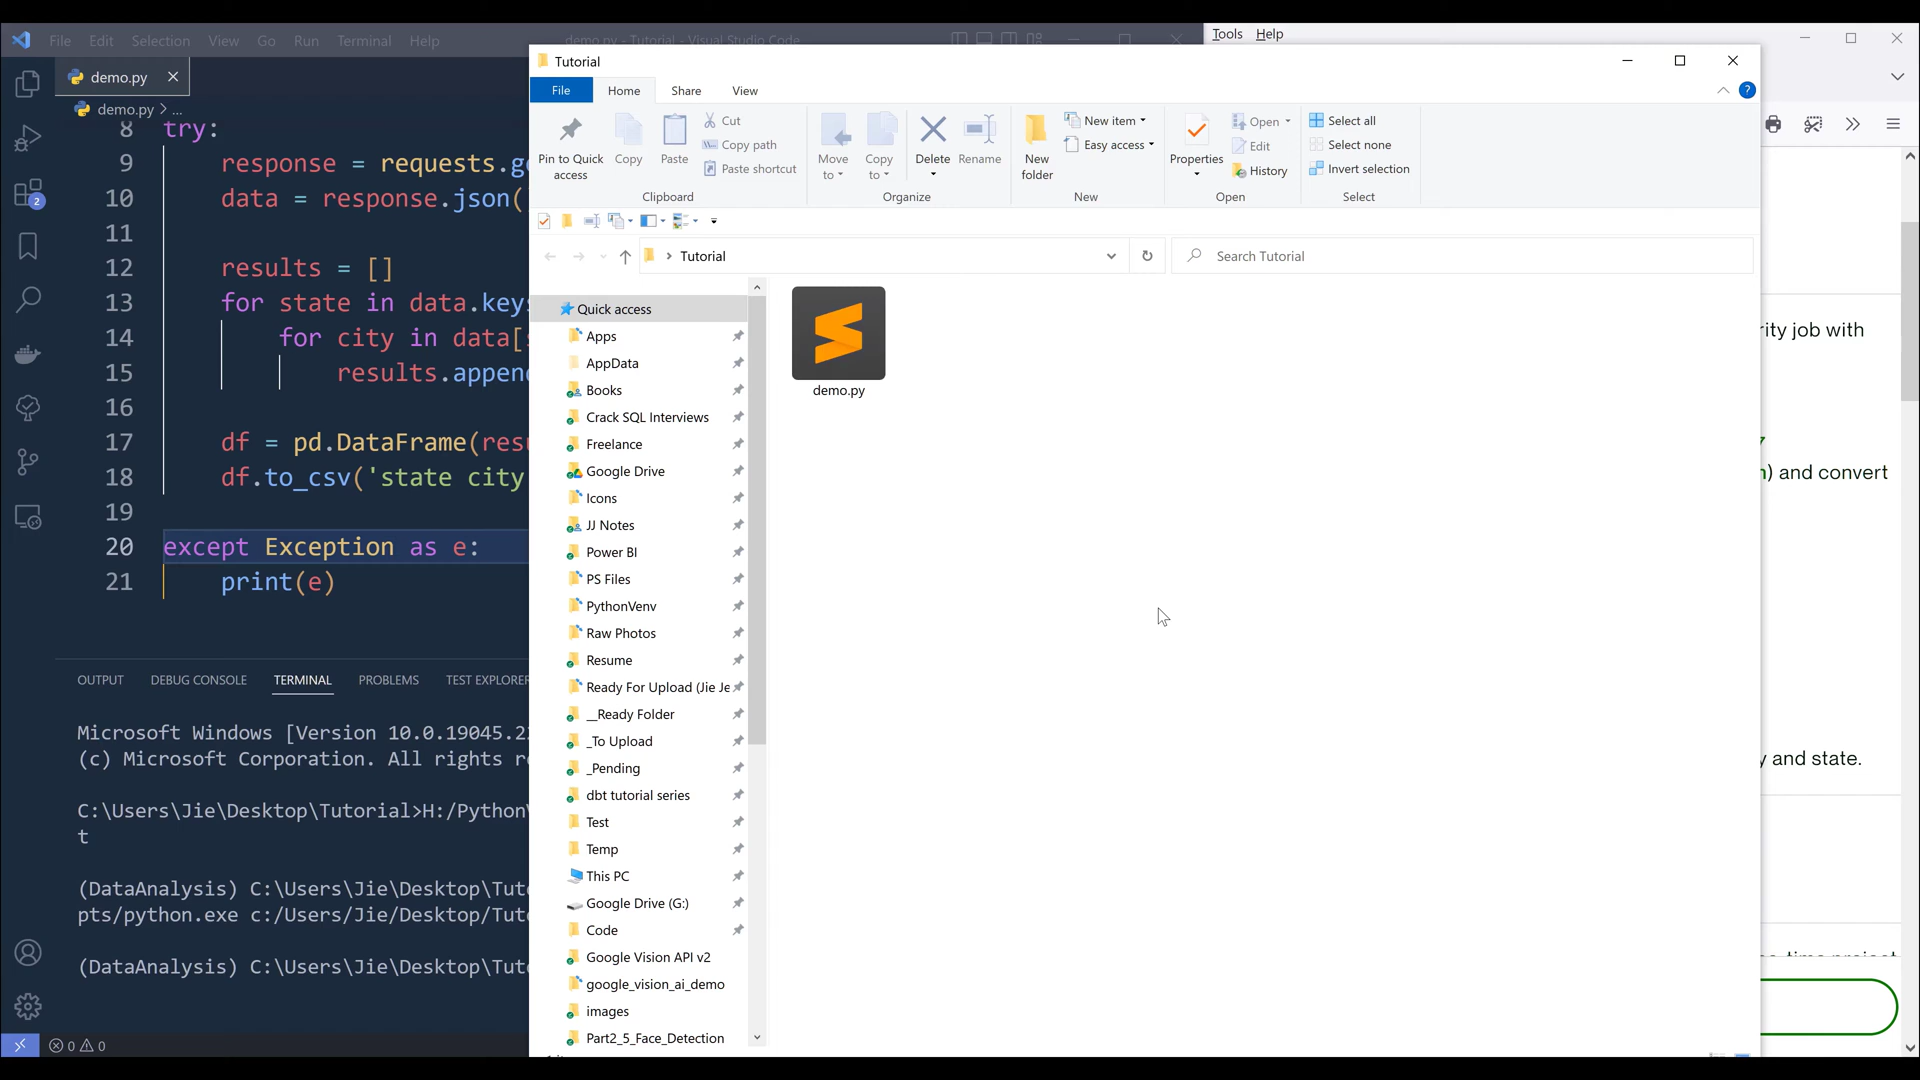 File Edit Selection View Go Run Terminal Help
demo.py - Tutorial - Visual Studio Code
demo.py
demo.py > ...
8 try:
9 response = requests.
10 data = response.json(
11
12 results = []
13 for state in data.
14 for city in data[
15 results.
16
17 df = pd.DataFrame(
18 df.to_csv('state city
19
20 except Exception as e:
21 print(e)
2
OUTPUT DEBUG CONSOLE TERMINAL PROBLEMS TEST EXPLORER
Microsoft Windows [Version 10.0.19045.
(c) Microsoft Corporation. All rights
C:\Users\Jie\Desktop\Tutorial>H:/Python
t
(DataAnalysis) C:\Users\Jie\Desktop\Tut
pts/python.exe c:/Users/Jie/Desktop/Tut
(DataAnalysis) C:\Users\Jie\Desktop\Tut
0 0
Tutorial
File Home Share View
Pin to Quick access
Copy
Paste
Cut
Copy path
Paste shortcut
Clipboard
Move to
Copy to
Delete
Rename
Organize
New folder
New item
Easy access
New
Properties
Open
Edit
History
Open
Select all
Select none
Invert selection
Select
Tutorial
Search Tutorial
Quick access
Apps
AppData
Books
Crack SQL Interviews
Freelance
Google Drive
Icons
JJ Notes
Power BI
PS Files
PythonVenv
Raw Photos
Resume
Ready For Upload (Jie Je
__Ready Folder
_To Upload
_Pending
dbt tutorial series
Test
Temp
This PC
Google Drive (G:)
Code
Google Vision API v2
google_vision_ai_demo
images
Part2_5_Face_Detection
demo.py
Tools Help
job with
) and convert
and state.